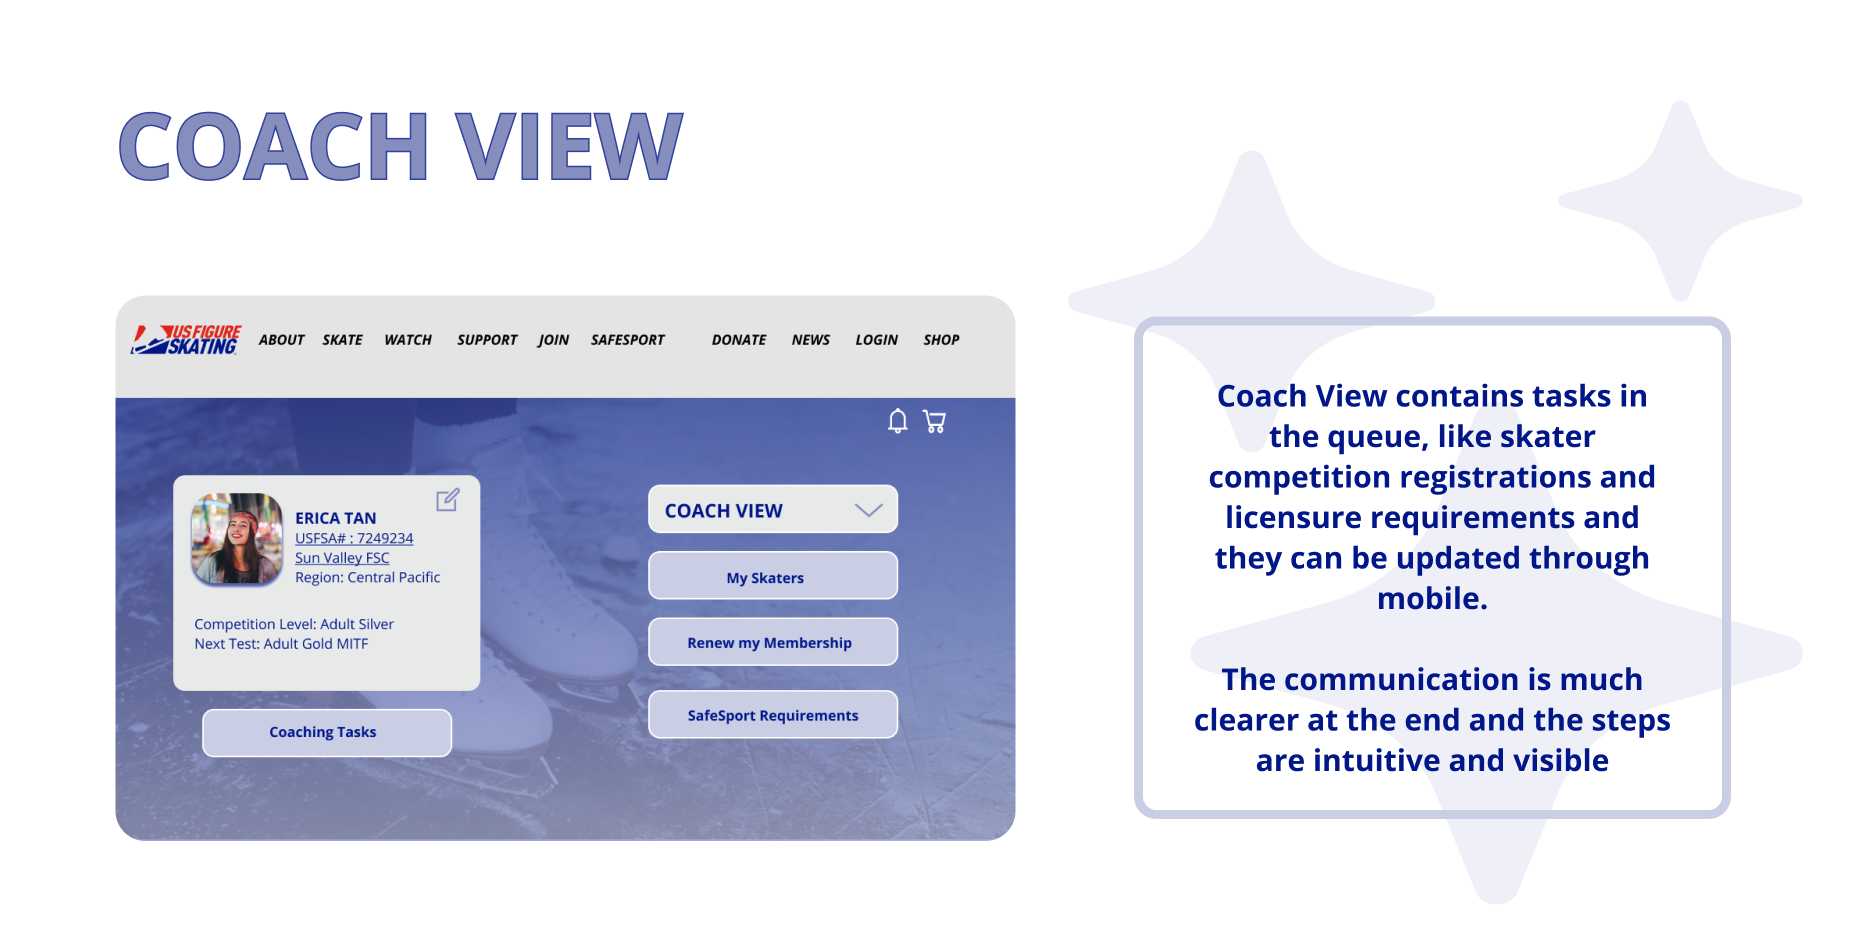 COACH VIEW
US FIGURE
SKATING
ABOUT SKATE WATCH SUPPORT JOIN SAFESPORT DONATE NEWS LOGIN SHOP
ERICA TAN
USFSA# : 7249234
Sun Valley FSC
Region: Central Pacific
Competition Level: Adult Silver
Next Test: Adult Gold MITF
Coaching Tasks
COACH VIEW
My Skaters
Renew my Membership
SafeSport Requirements
Coach View contains tasks in
the queue, like skater
competition registrations and
licensure requirements and
they can be updated through
mobile.
The communication is much
clearer at the end and the steps
are intuitive and visible